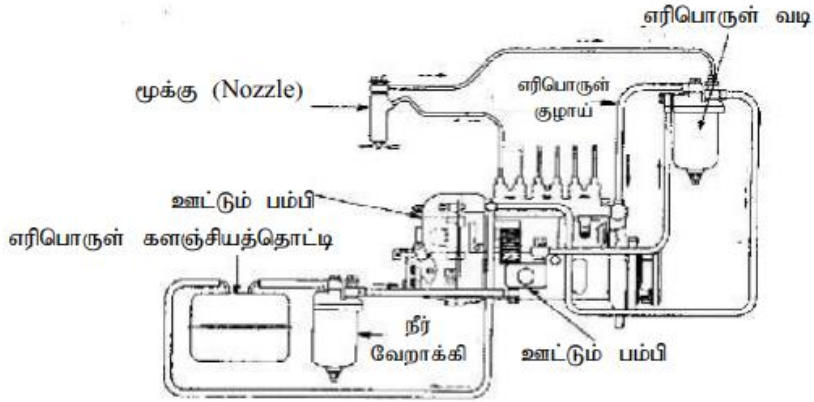 எரிபொருள் வடி
மூக்கு (Nozzle)
எரிபொருள்
குழாய்
ஊட்டும் பம்பி
எரிபொருள் களஞ்சியத்தொட்டி
நீர்
வேறாக்கி
ஊட்டும் பம்பி